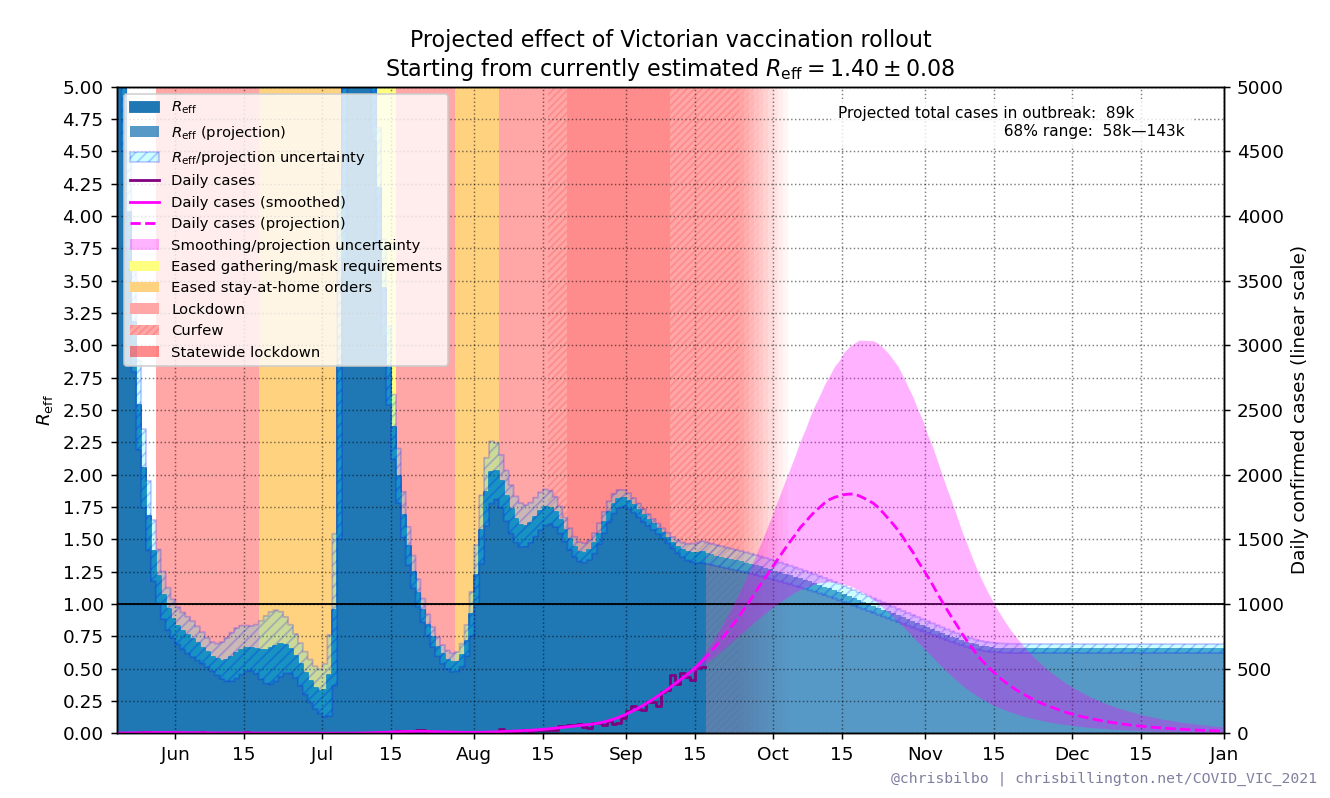 Projected effect of Victorian vaccination rollout
Starting from currently estimated R_eff = 1.40 ± 0.08
Projected total cases in outbreak: 89k
68% range: 58k—143k
R_eff
R_eff (projection)
R_eff/projection uncertainty
Daily cases
Daily cases (smoothed)
Daily cases (projection)
Smoothing/projection uncertainty
Eased gathering/mask requirements
Eased stay-at-home orders
Lockdown
Curfew
Statewide lockdown
R_eff
5.00
4.75
4.50
4.25
4.00
3.75
3.50
3.25
3.00
2.75
2.50
2.25
2.00
1.75
1.50
1.25
1.00
0.75
0.50
0.25
0.00
5000
4500
4000
3500
3000
2500
2000
1500
1000
500
0
Daily confirmed cases (linear scale)
Jun 15 Jul 15 Aug 15 Sep 15 Oct 15 Nov 15 Dec 15 Jan
@chrisbilbo | chrisbillington.net/COVID_VIC_2021